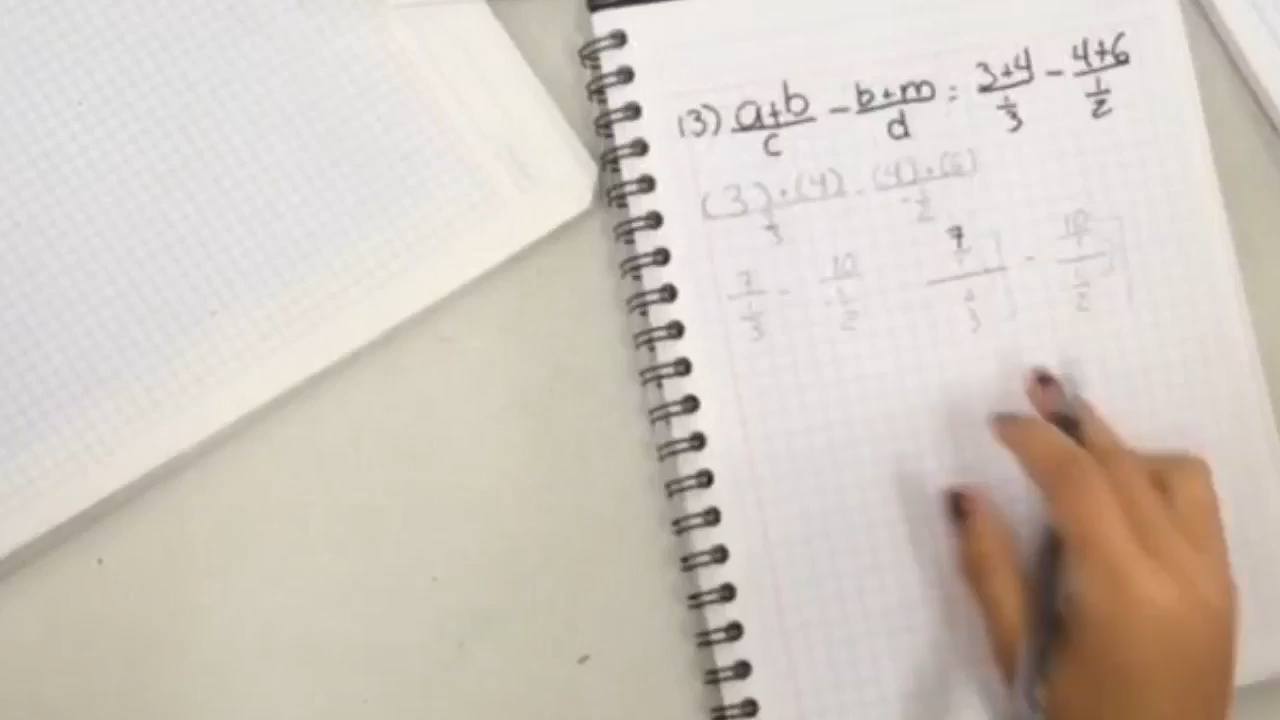 13) a+b/c - b+m/d = 3+4/1/3 - 4+6/1/2
(3)+(4)/1/3 - (4)+(6)/1/2
7/1/3 - 10/1/2 7/1/3 - 10/1/2